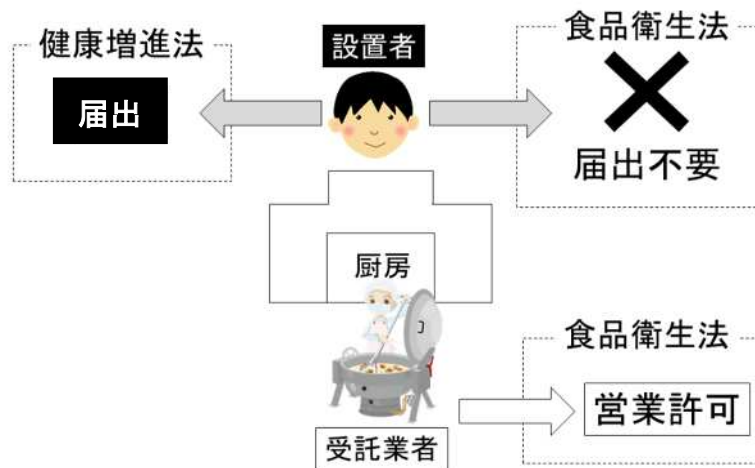 健康増進法
届出
設置者
食品衛生法
届出不要
厨房
受託業者
食品衛生法
営業許可